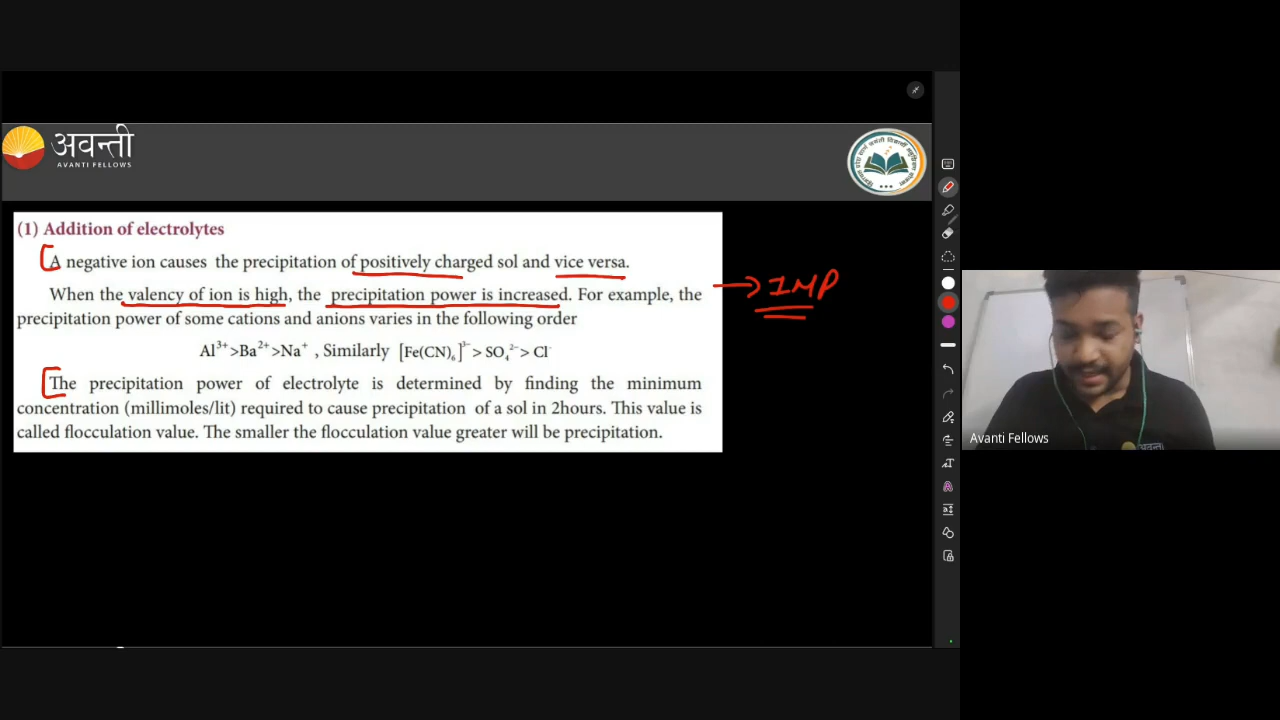 अवन्ती
AVANTI FELLOWS
(1) Addition of electrolytes
A negative ion causes the precipitation of positively charged sol and vice versa.
When the valency of ion is high, the precipitation power is increased. For example, the
precipitation power of some cations and anions varies in the following order
Al³⁺>Ba²⁺>Na⁺ , Similarly [Fe(CN)₆]³⁻ > SO₄²⁻ > Cl⁻
The precipitation power of electrolyte is determined by finding the minimum
concentration (millimoles/lit) required to cause precipitation of a sol in 2hours. This value is
called flocculation value. The smaller the flocculation value greater will be precipitation.
→ IMP
Avanti Fellows